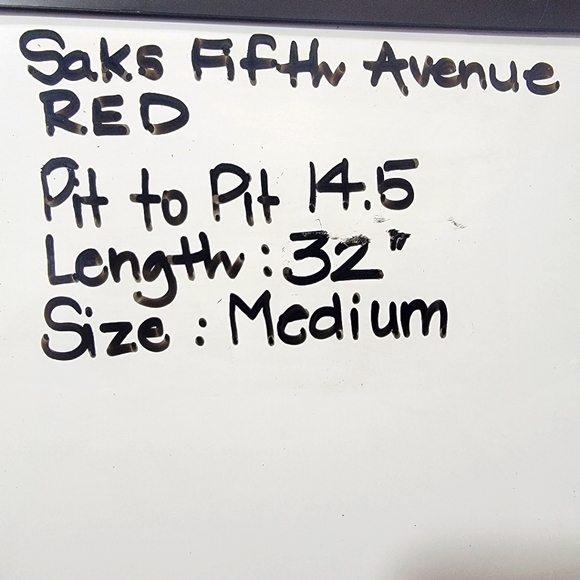 Saks Fifth Avenue
RED
Pit to Pit 14.5
Length : 32"
Size : Medium